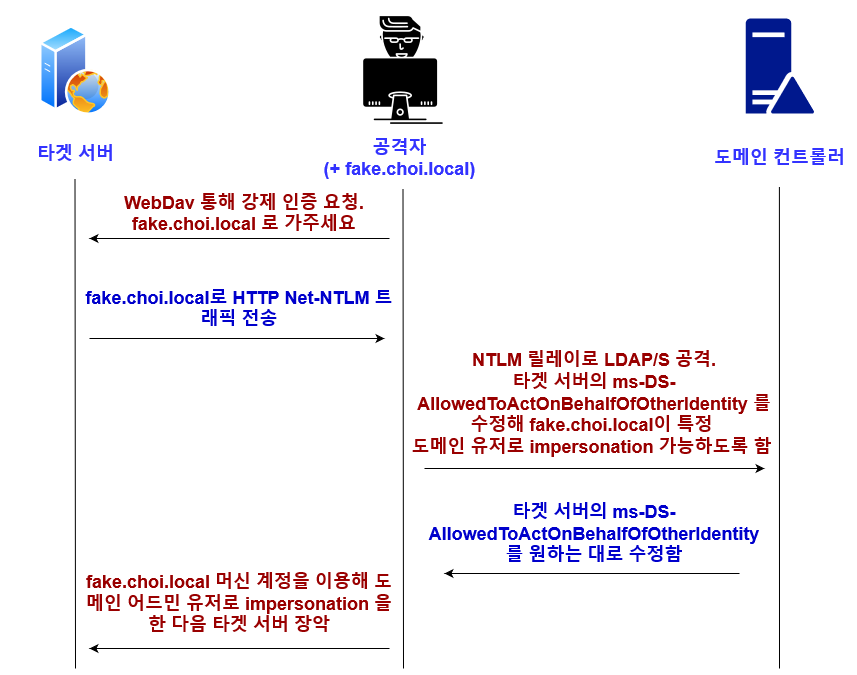 타겟 서버
공격자
(+ fake.choi.local)
도메인 컨트롤러
WebDav 통해 강제 인증 요청.
fake.choi.local 로 가주세요
fake.choi.local로 HTTP Net-NTLM 트
래픽 전송
NTLM 릴레이로 LDAP/S 공격.
타겟 서버의 ms-DS-
AllowedToActOnBehalfOfOtherIdentity 를
수정해 fake.choi.local이 특정
도메인 유저로 impersonation 가능하도록 함
타겟 서버의 ms-DS-
AllowedToActOnBehalfOfOtherIdentity
를 원하는 대로 수정함
fake.choi.local 머신 계정을 이용해 도
메인 어드민 유저로 impersonation 을
한 다음 타겟 서버 장악